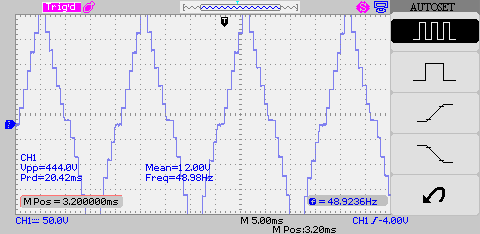 Trig'd AUTOSET
CH1
Vpp=444.0V Mean=12.00V
Prd=20.42ms Freq=48.98Hz
M Pos=3.200000ms f=48.9236Hz
CH1 50.0V M 5.00ms CH1 -4.00V
M Pos:3.20ms